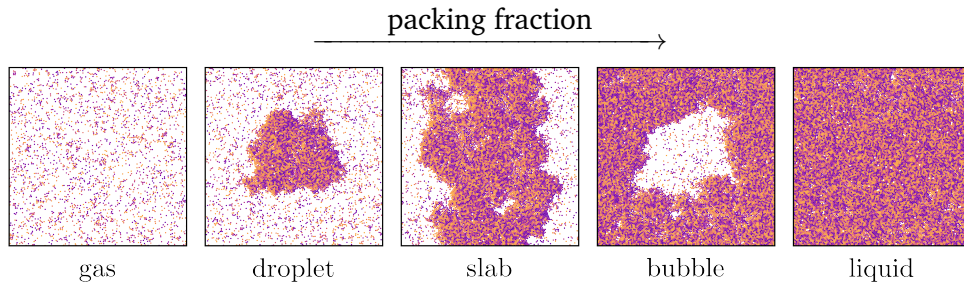 packing fraction
gas
droplet
slab
bubble
liquid